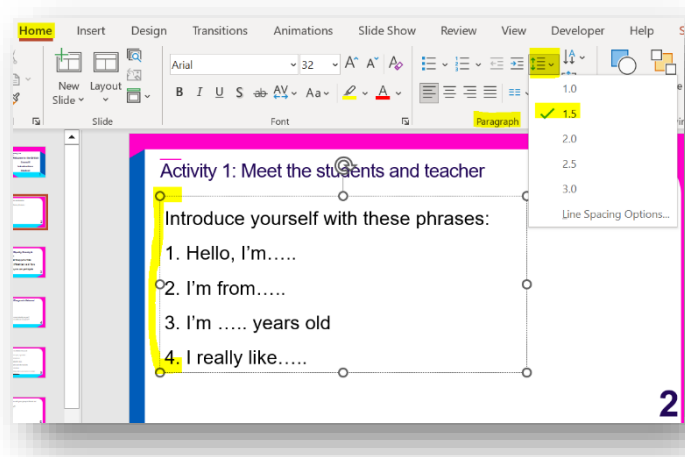 Home Insert Design Transitions Animations Slide Show Review View Developer Help
Arial 32
New Slide Layout
B I U S ab AV Aa A
Slide Font Paragraph
1.0
1.5
2.0
2.5
3.0
Line Spacing Options...
Activity 1: Meet the students and teacher
Introduce yourself with these phrases:
1. Hello, I'm…..
2. I'm from…..
3. I'm ….. years old
4. I really like…..
2